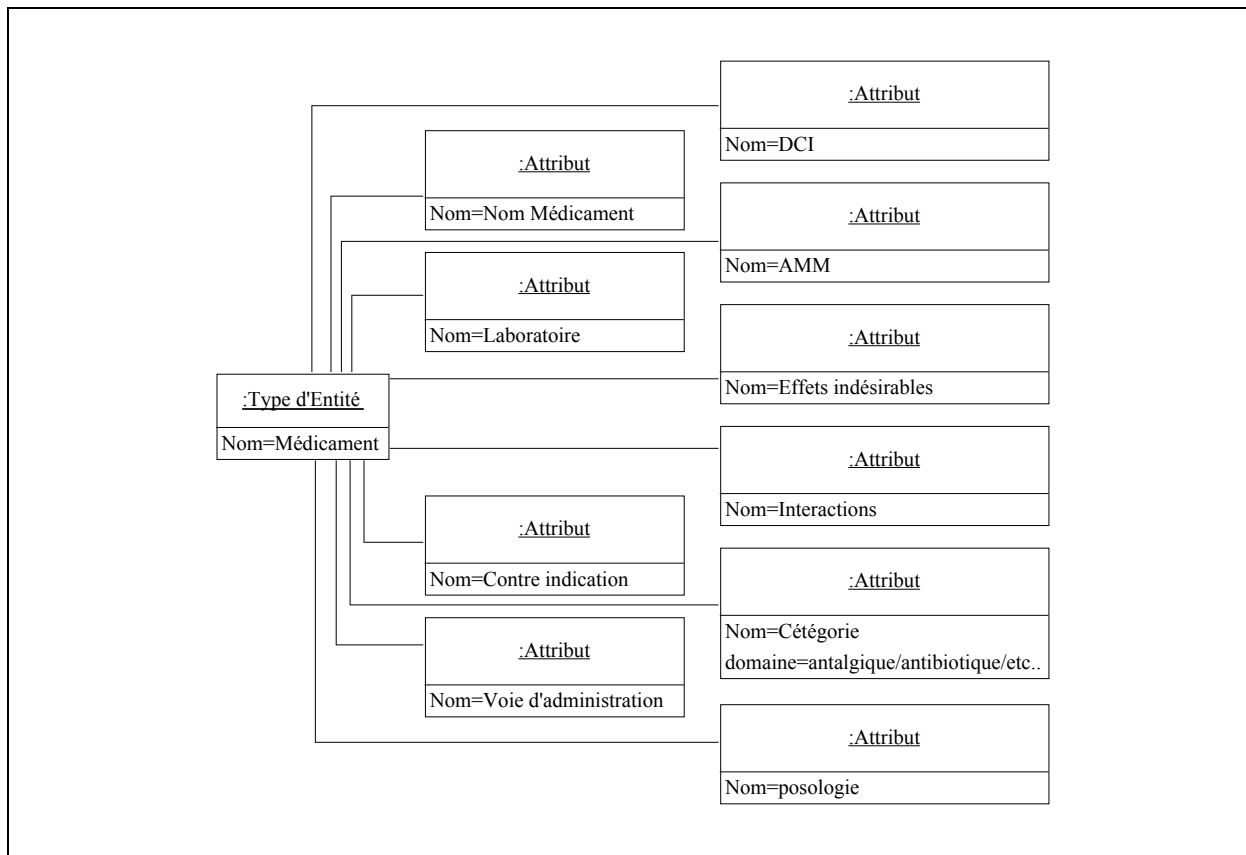 :Attribut
Nom=DCI
:Attribut
Nom=Nom Médicament
:Attribut
Nom=AMM
:Attribut
Nom=Laboratoire
:Attribut
Nom=Effets indésirables
:Type d'Entité
Nom=Médicament
:Attribut
Nom=Interactions
:Attribut
Nom=Contre indication
:Attribut
Nom=Cétégorie
domaine=antalgique/antibiotique/etc..
:Attribut
Nom=Voie d'administration
:Attribut
Nom=posologie